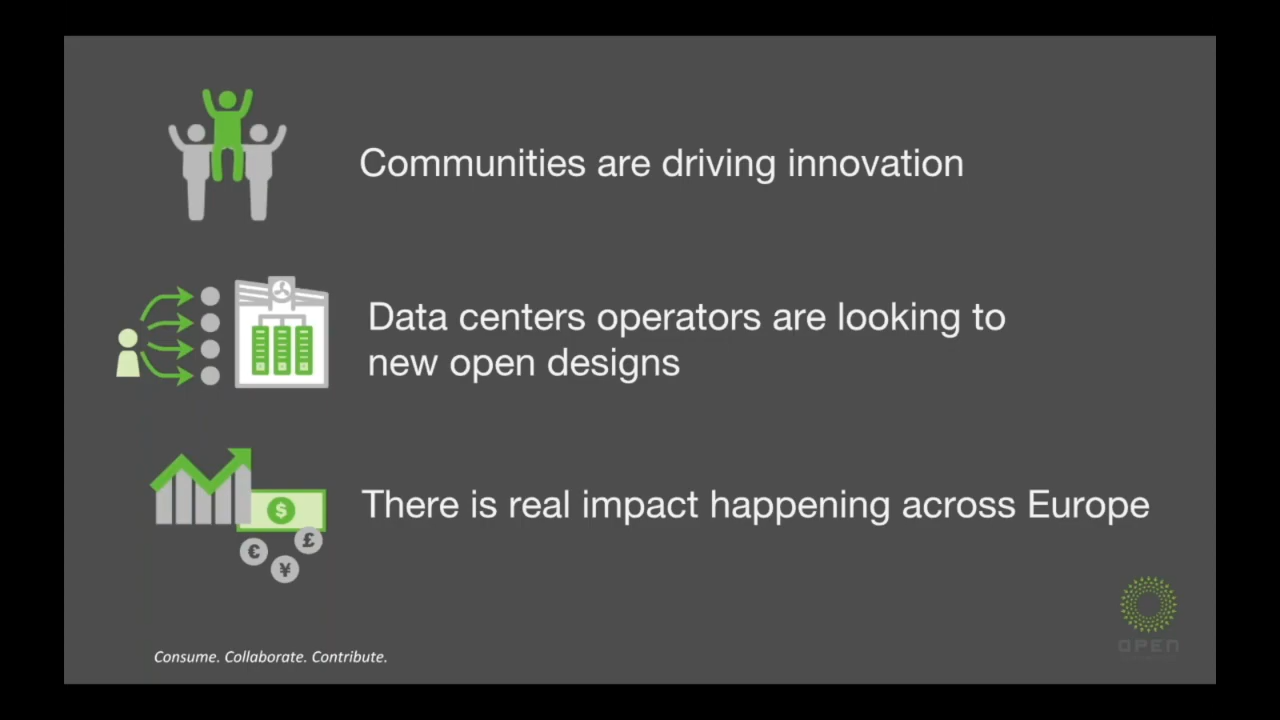 Communities are driving innovation
Data centers operators are looking to
new open designs
$
€
£
¥
There is real impact happening across Europe
Consume. Collaborate. Contribute.
OPEN